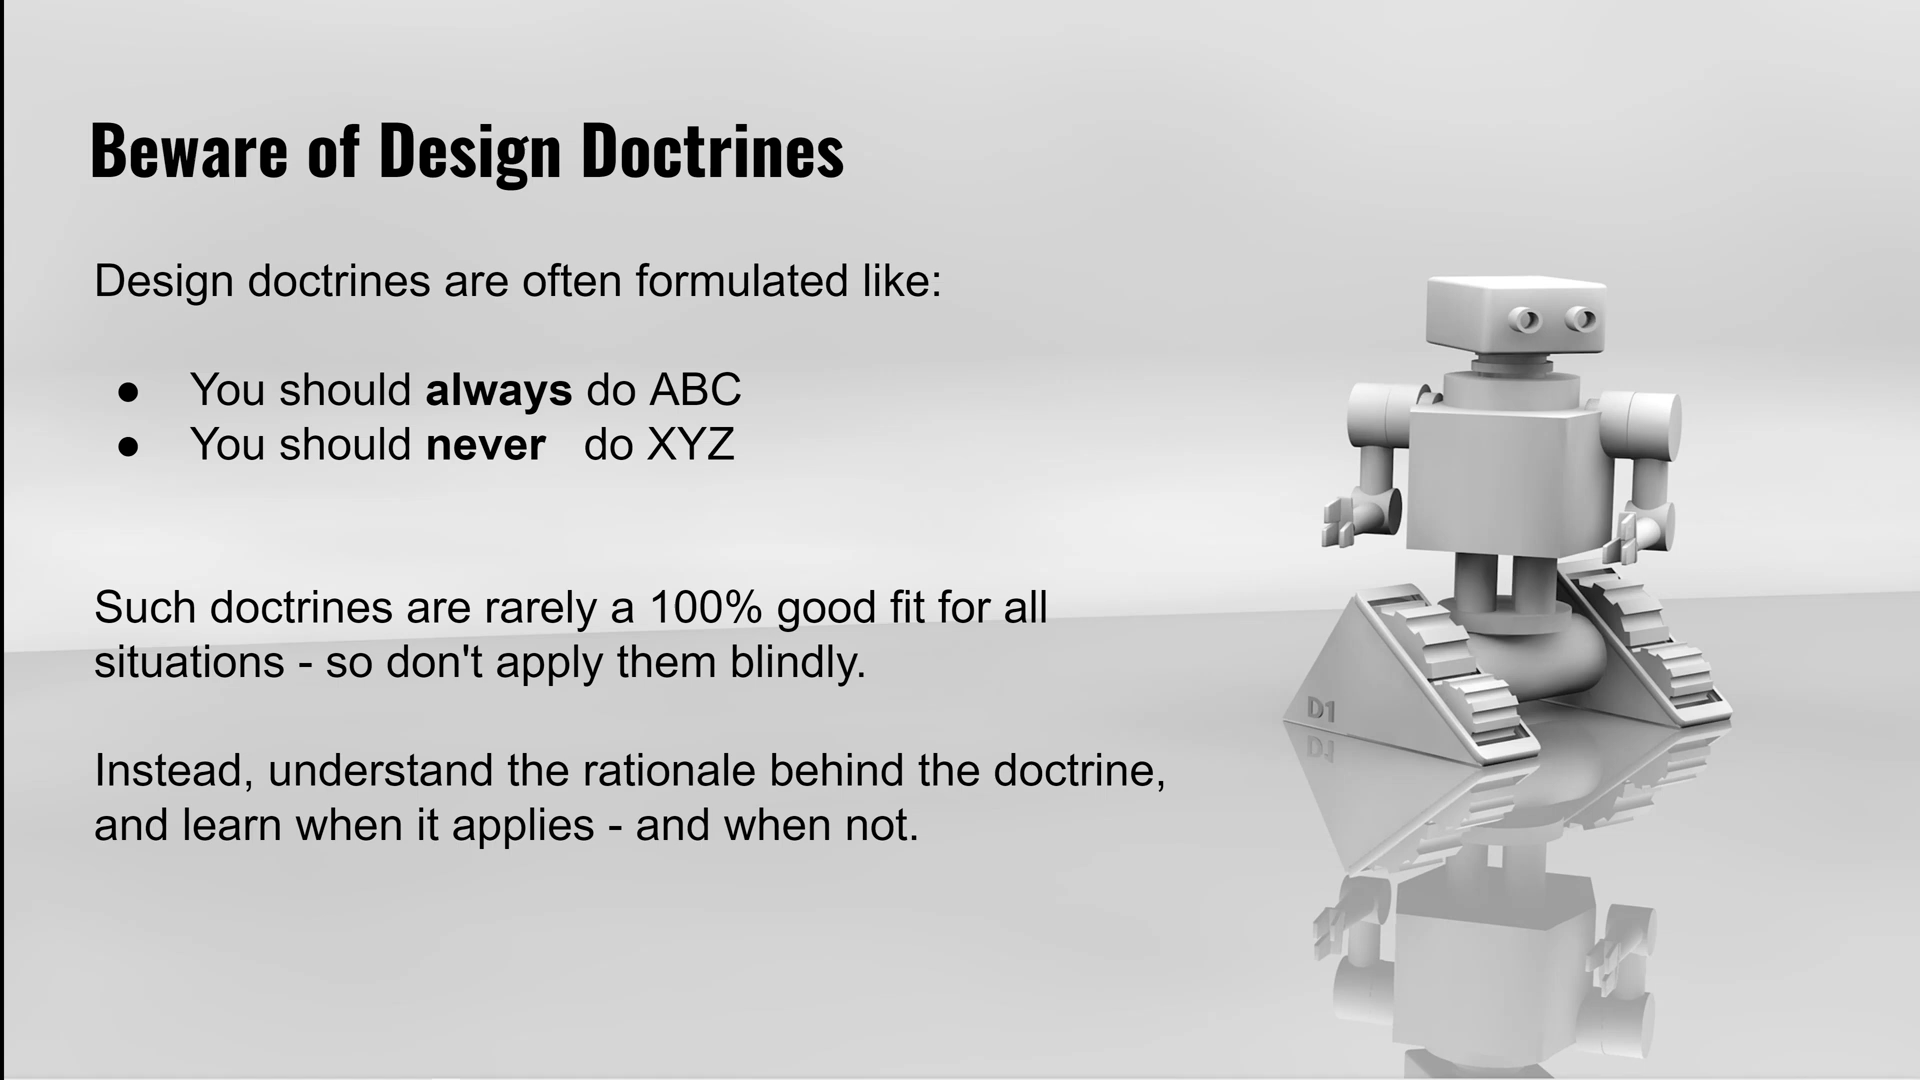 Beware of Design Doctrines
Design doctrines are often formulated like:
● You should always do ABC
● You should never do XYZ
Such doctrines are rarely a 100% good fit for all
situations - so don't apply them blindly.
Instead, understand the rationale behind the doctrine,
and learn when it applies - and when not.
D1